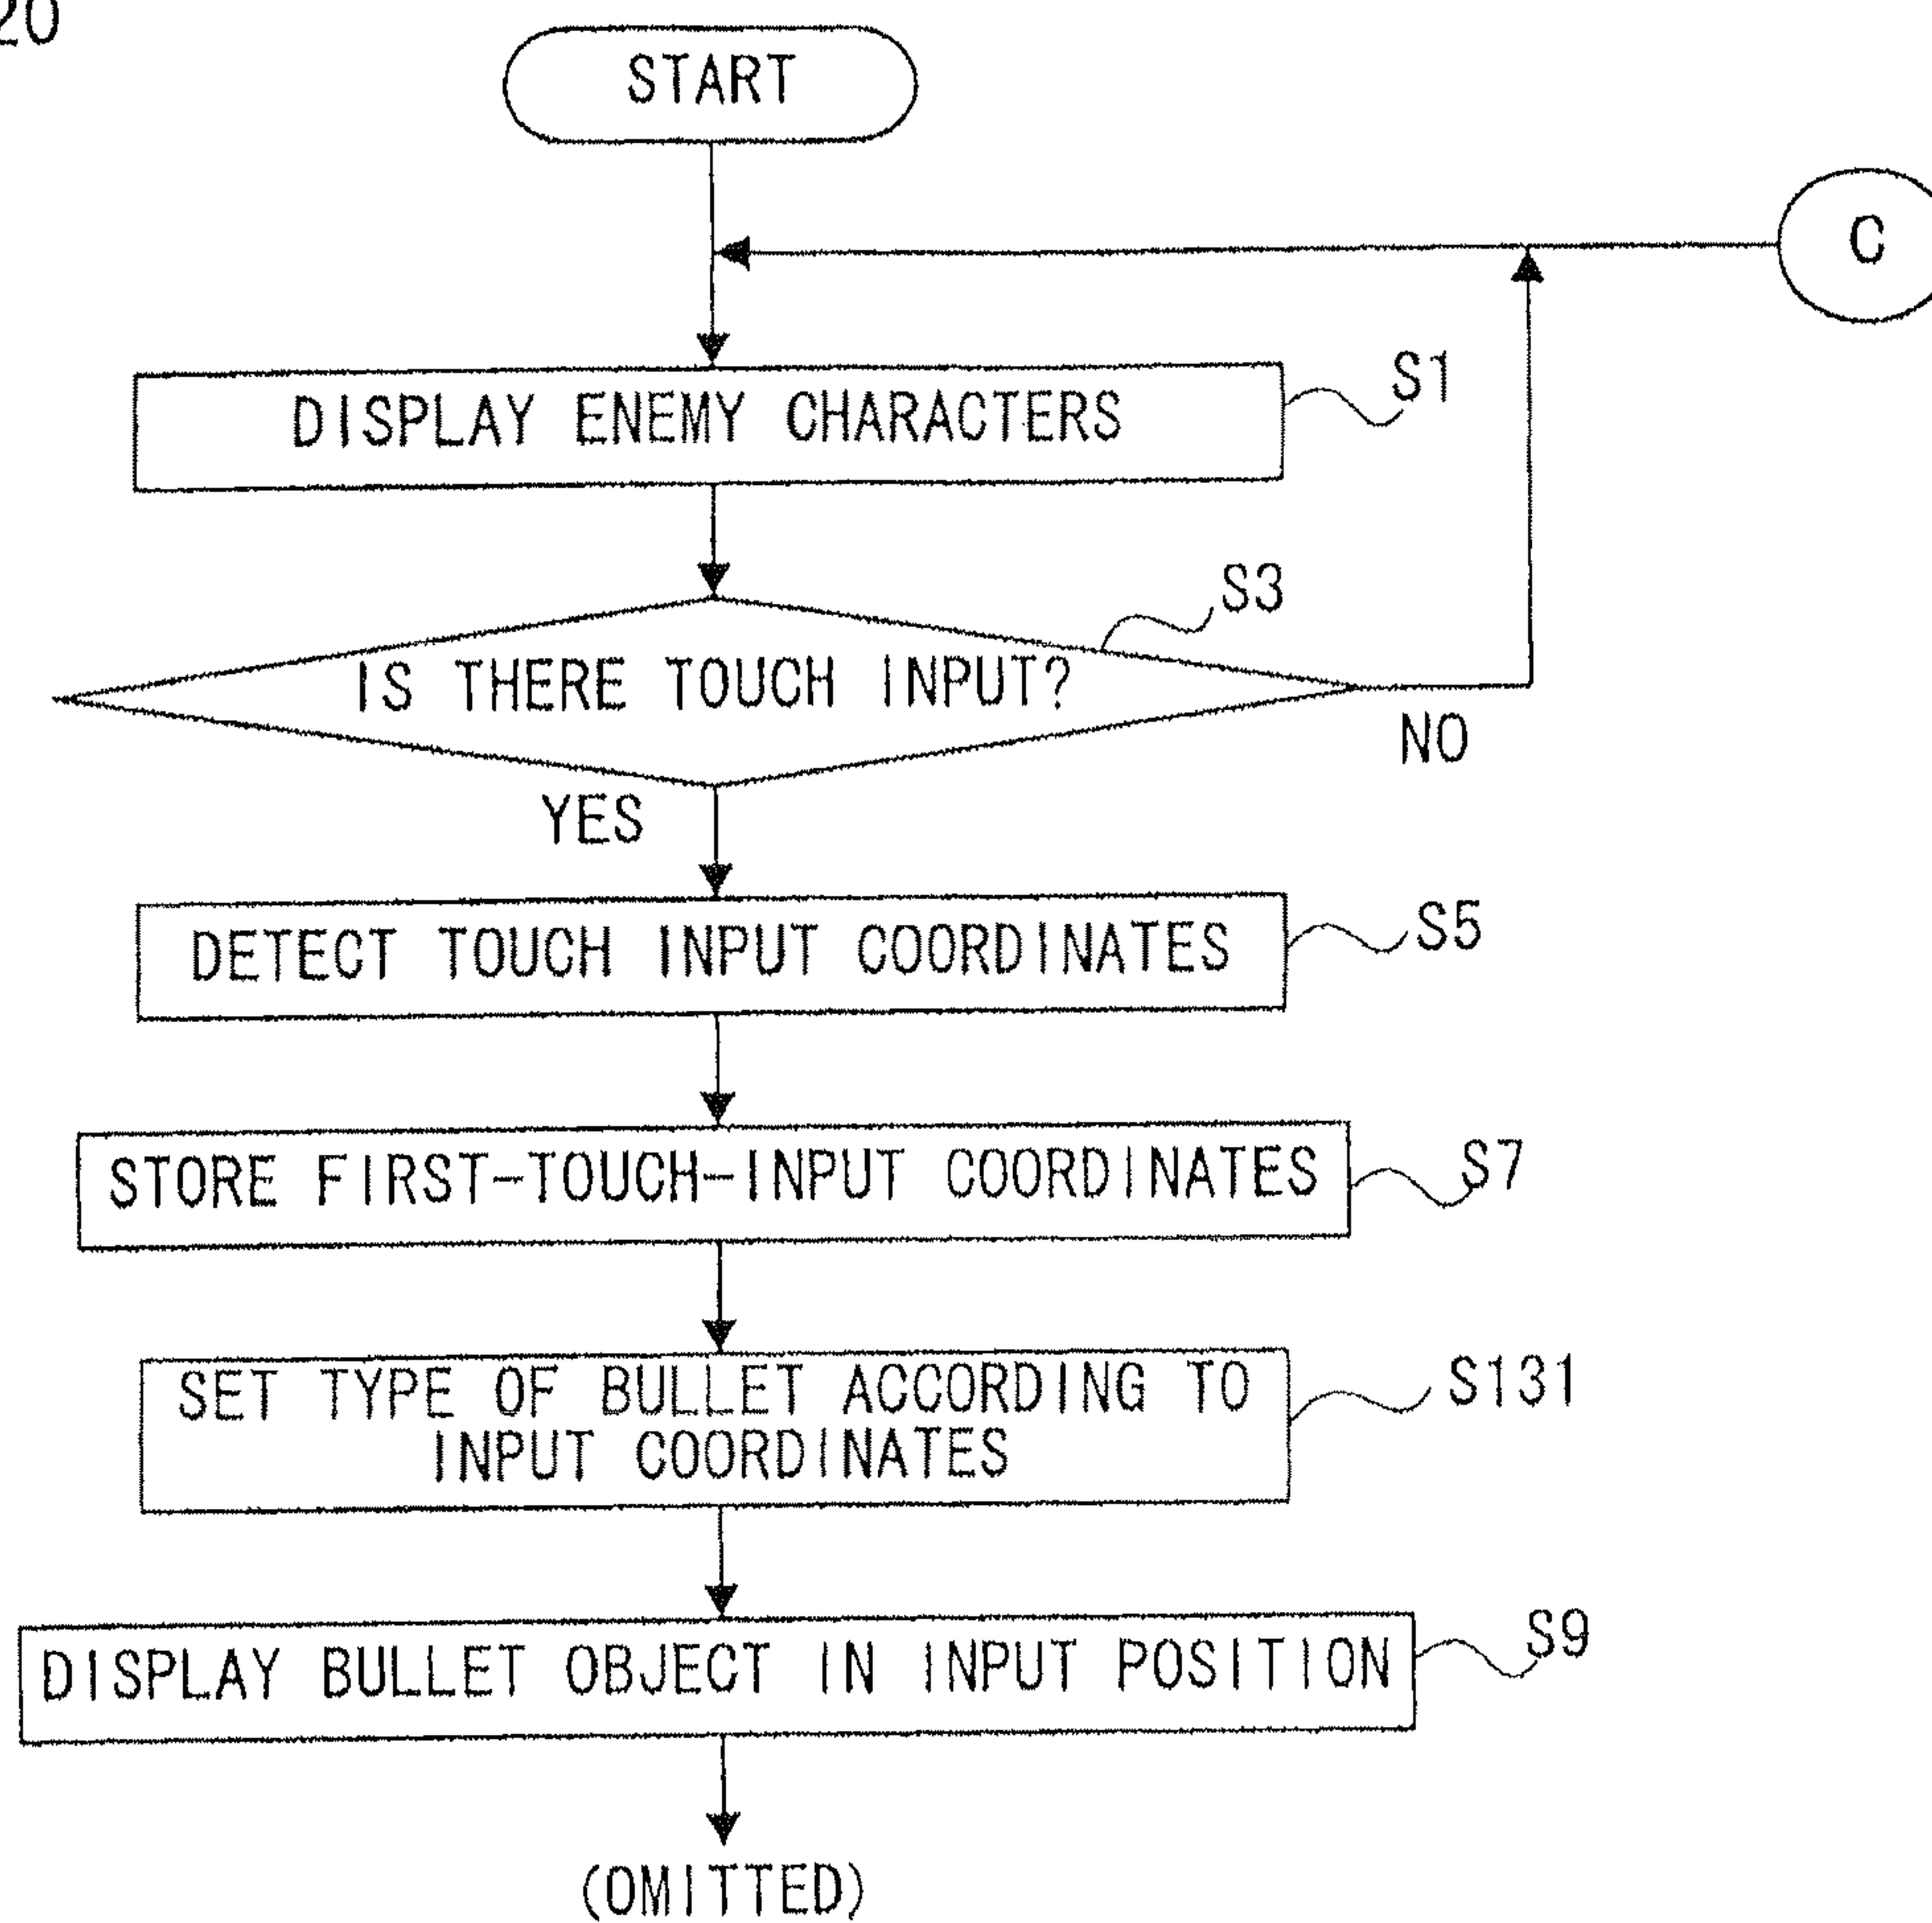 20
START
C
DISPLAY ENEMY CHARACTERS
S1
IS THERE TOUCH INPUT?
S3
NO
YES
DETECT TOUCH INPUT COORDINATES
S5
STORE FIRST-TOUCH-INPUT COORDINATES
S7
SET TYPE OF BULLET ACCORDING TO
INPUT COORDINATES
S131
DISPLAY BULLET OBJECT IN INPUT POSITION
S9
(OMITTED)